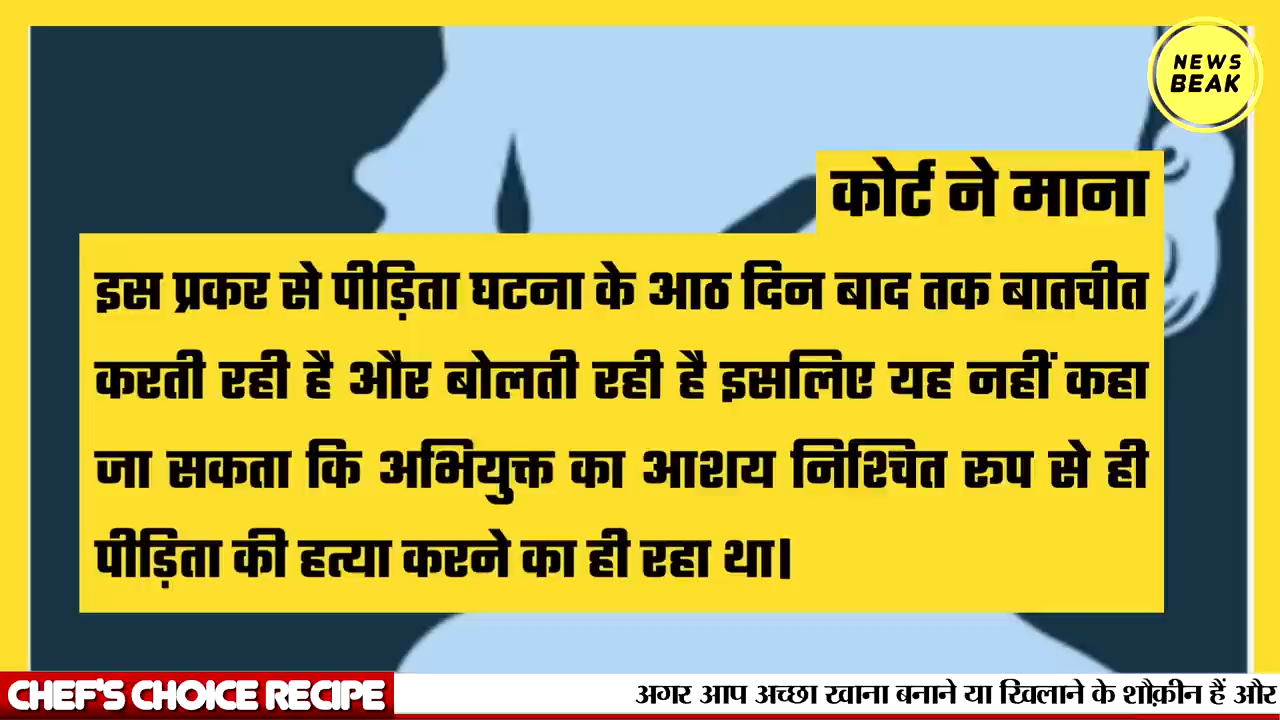 NEWS
BEAK
कोर्ट ने माना
इस प्रकर से पीड़िता घटना के आठ दिन बाद तक बातचीत
करती रही है और बोलती रही है इसलिए यह नहीं कहा
जा सकता कि अभियुक्त का आशय निश्चित रूप से ही
पीड़िता की हत्या करने का ही रहा था।
CHEF'S CHOICE RECIPE
अगर आप अच्छा खाना बनाने या खिलाने के शौक़ीन हैं और